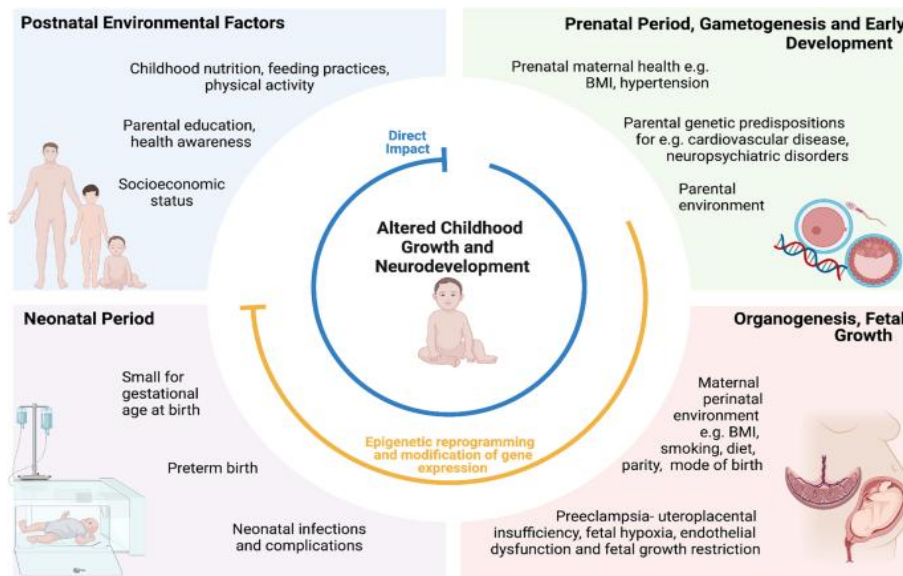 Postnatal Environmental Factors
Childhood nutrition, feeding practices,
physical activity
Parental education,
health awareness
Socioeconomic
status
Prenatal Period, Gametogenesis and Early
Development
Prenatal maternal health e.g.
BMI, hypertension
Parental genetic predispositions
for e.g. cardiovascular disease,
neuropsychiatric disorders
Parental
environment
Direct
Impact
Altered Childhood
Growth and
Neurodevelopment
Epigenetic reprogramming
and modification of gene
expression
Neonatal Period
Small for
gestational
age at birth
Preterm birth
Neonatal infections
and complications
Organogenesis, Fetal
Growth
Maternal
perinatal
environment
e.g. BMI,
smoking, diet,
parity, mode of birth
Preeclampsia- uteroplacental
insufficiency, fetal hypoxia, endothelial
dysfunction and fetal growth restriction